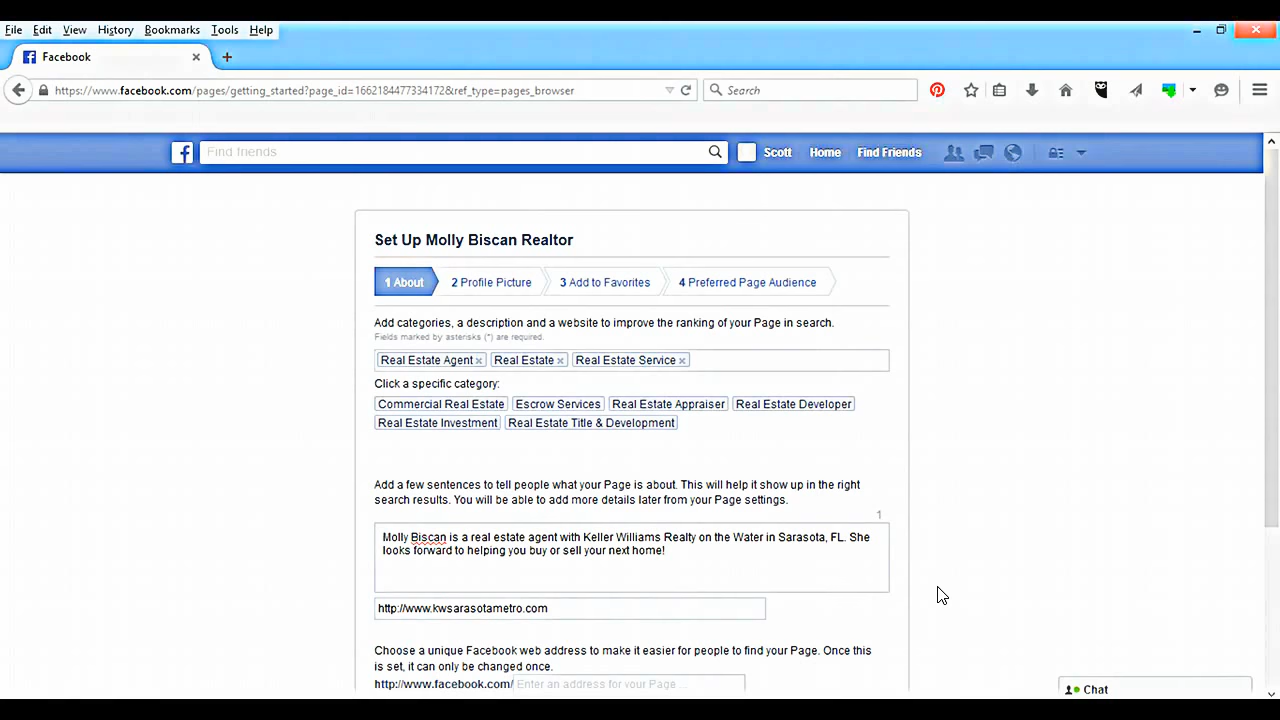 File Edit View History Bookmarks Tools Help
Facebook
https://www.facebook.com/pages/getting_started?page_id=1662184477334172&ref_type=pages_browser
Search
Find friends
Scott Home Find Friends
Set Up Molly Biscan Realtor
1 About 2 Profile Picture 3 Add to Favorites 4 Preferred Page Audience
Add categories, a description and a website to improve the ranking of your Page in search.
Fields marked by asterisks (*) are required.
Real Estate Agent Real Estate Real Estate Service
Click a specific category:
Commercial Real Estate Escrow Services Real Estate Appraiser Real Estate Developer
Real Estate Investment Real Estate Title & Development
Add a few sentences to tell people what your Page is about. This will help it show up in the right
search results. You will be able to add more details later from your Page settings.
1
Molly Biscan is a real estate agent with Keller Williams Realty on the Water in Sarasota, FL. She
looks forward to helping you buy or sell your next home!
http://www.kwsarasotametro.com
Choose a unique Facebook web address to make it easier for people to find your Page. Once this
is set, it can only be changed once.
http://www.facebook.com/ Enter an address for your Page ...
Chat